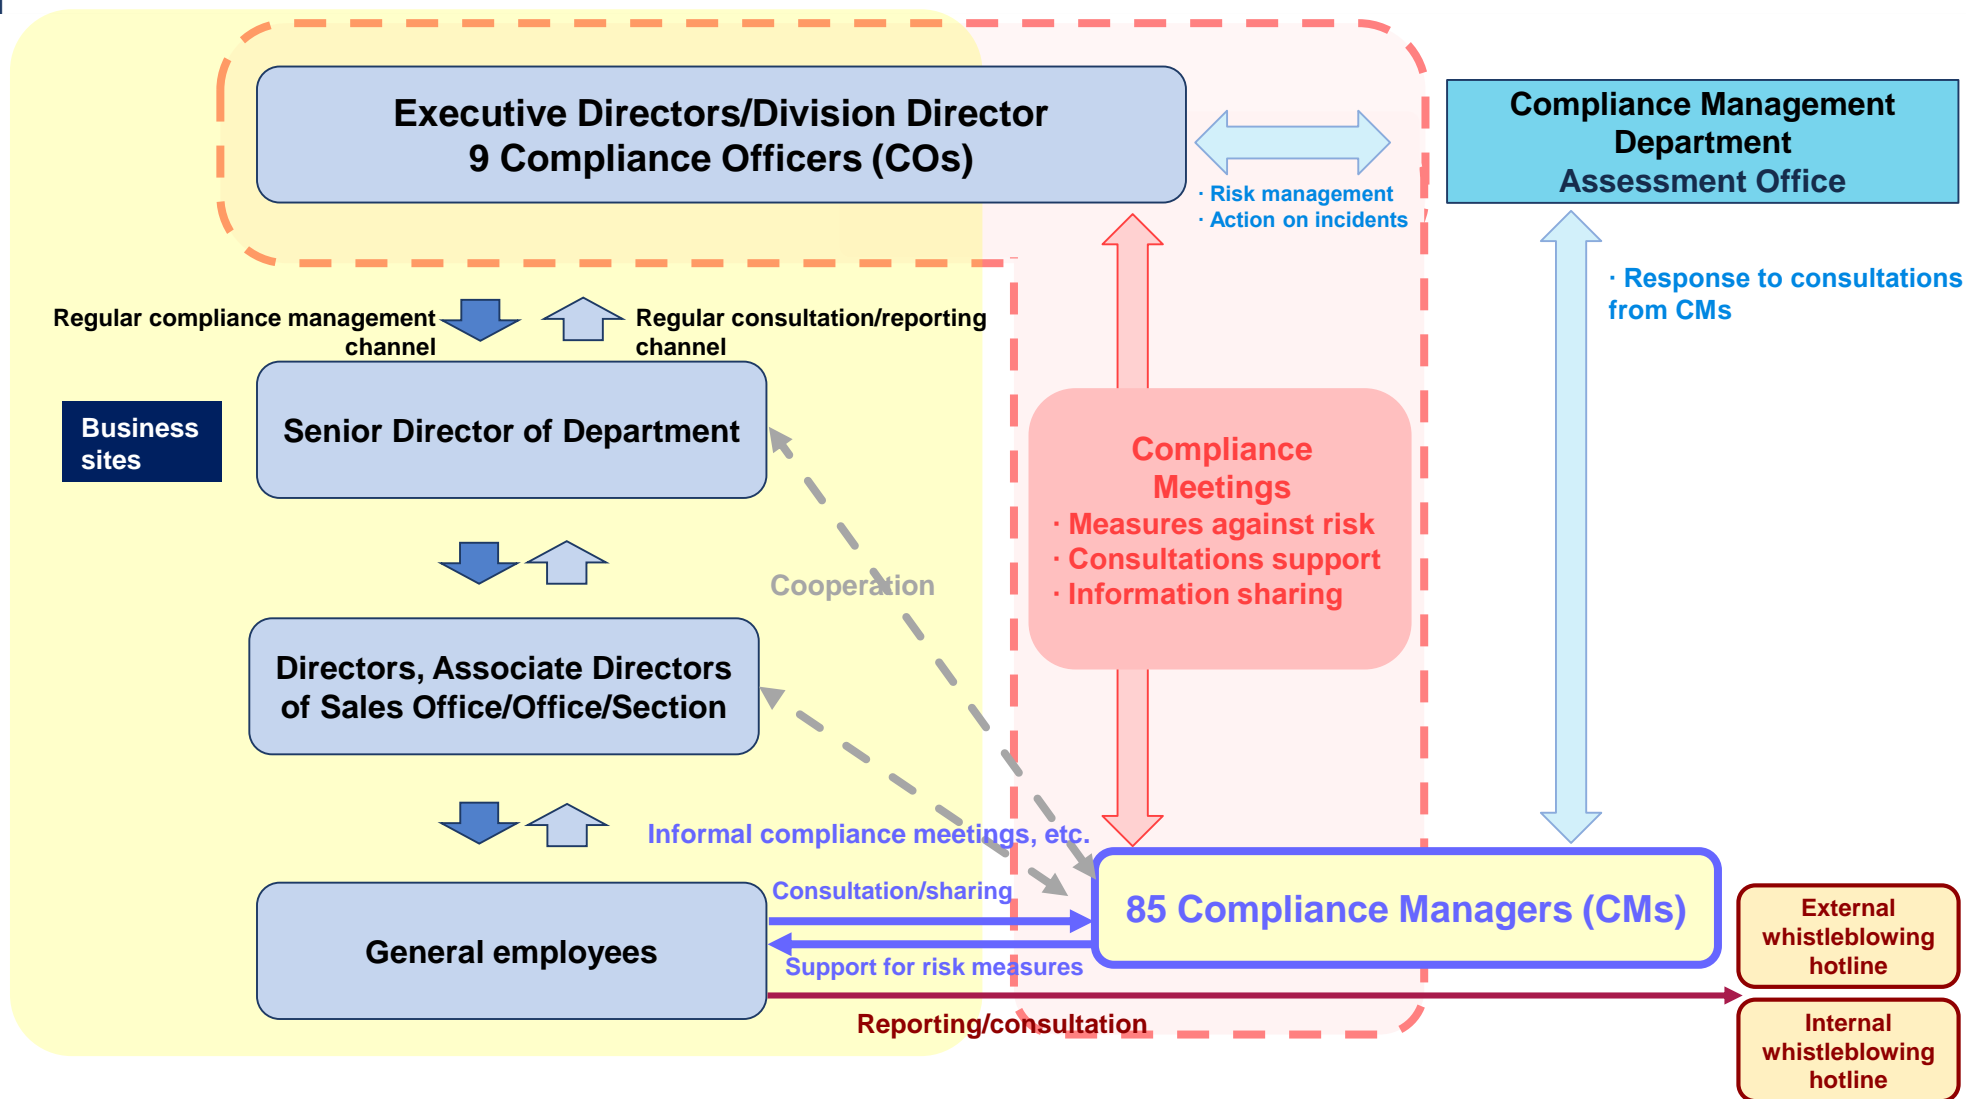 Executive Directors/Division Director
9 Compliance Officers (COs)
Compliance Management
Department
Assessment Office
· Risk management
· Action on incidents
· Response to consultations
from CMs
Regular compliance management
channel
Regular consultation/reporting
channel
Business
sites
Senior Director of Department
Compliance
Meetings
· Measures against risk
· Consultations support
· Information sharing
Cooperation
Directors, Associate Directors
of Sales Office/Office/Section
Informal compliance meetings, etc.
Consultation/sharing
85 Compliance Managers (CMs)
General employees
Support for risk measures
Reporting/consultation
External
whistleblowing
hotline
Internal
whistleblowing
hotline